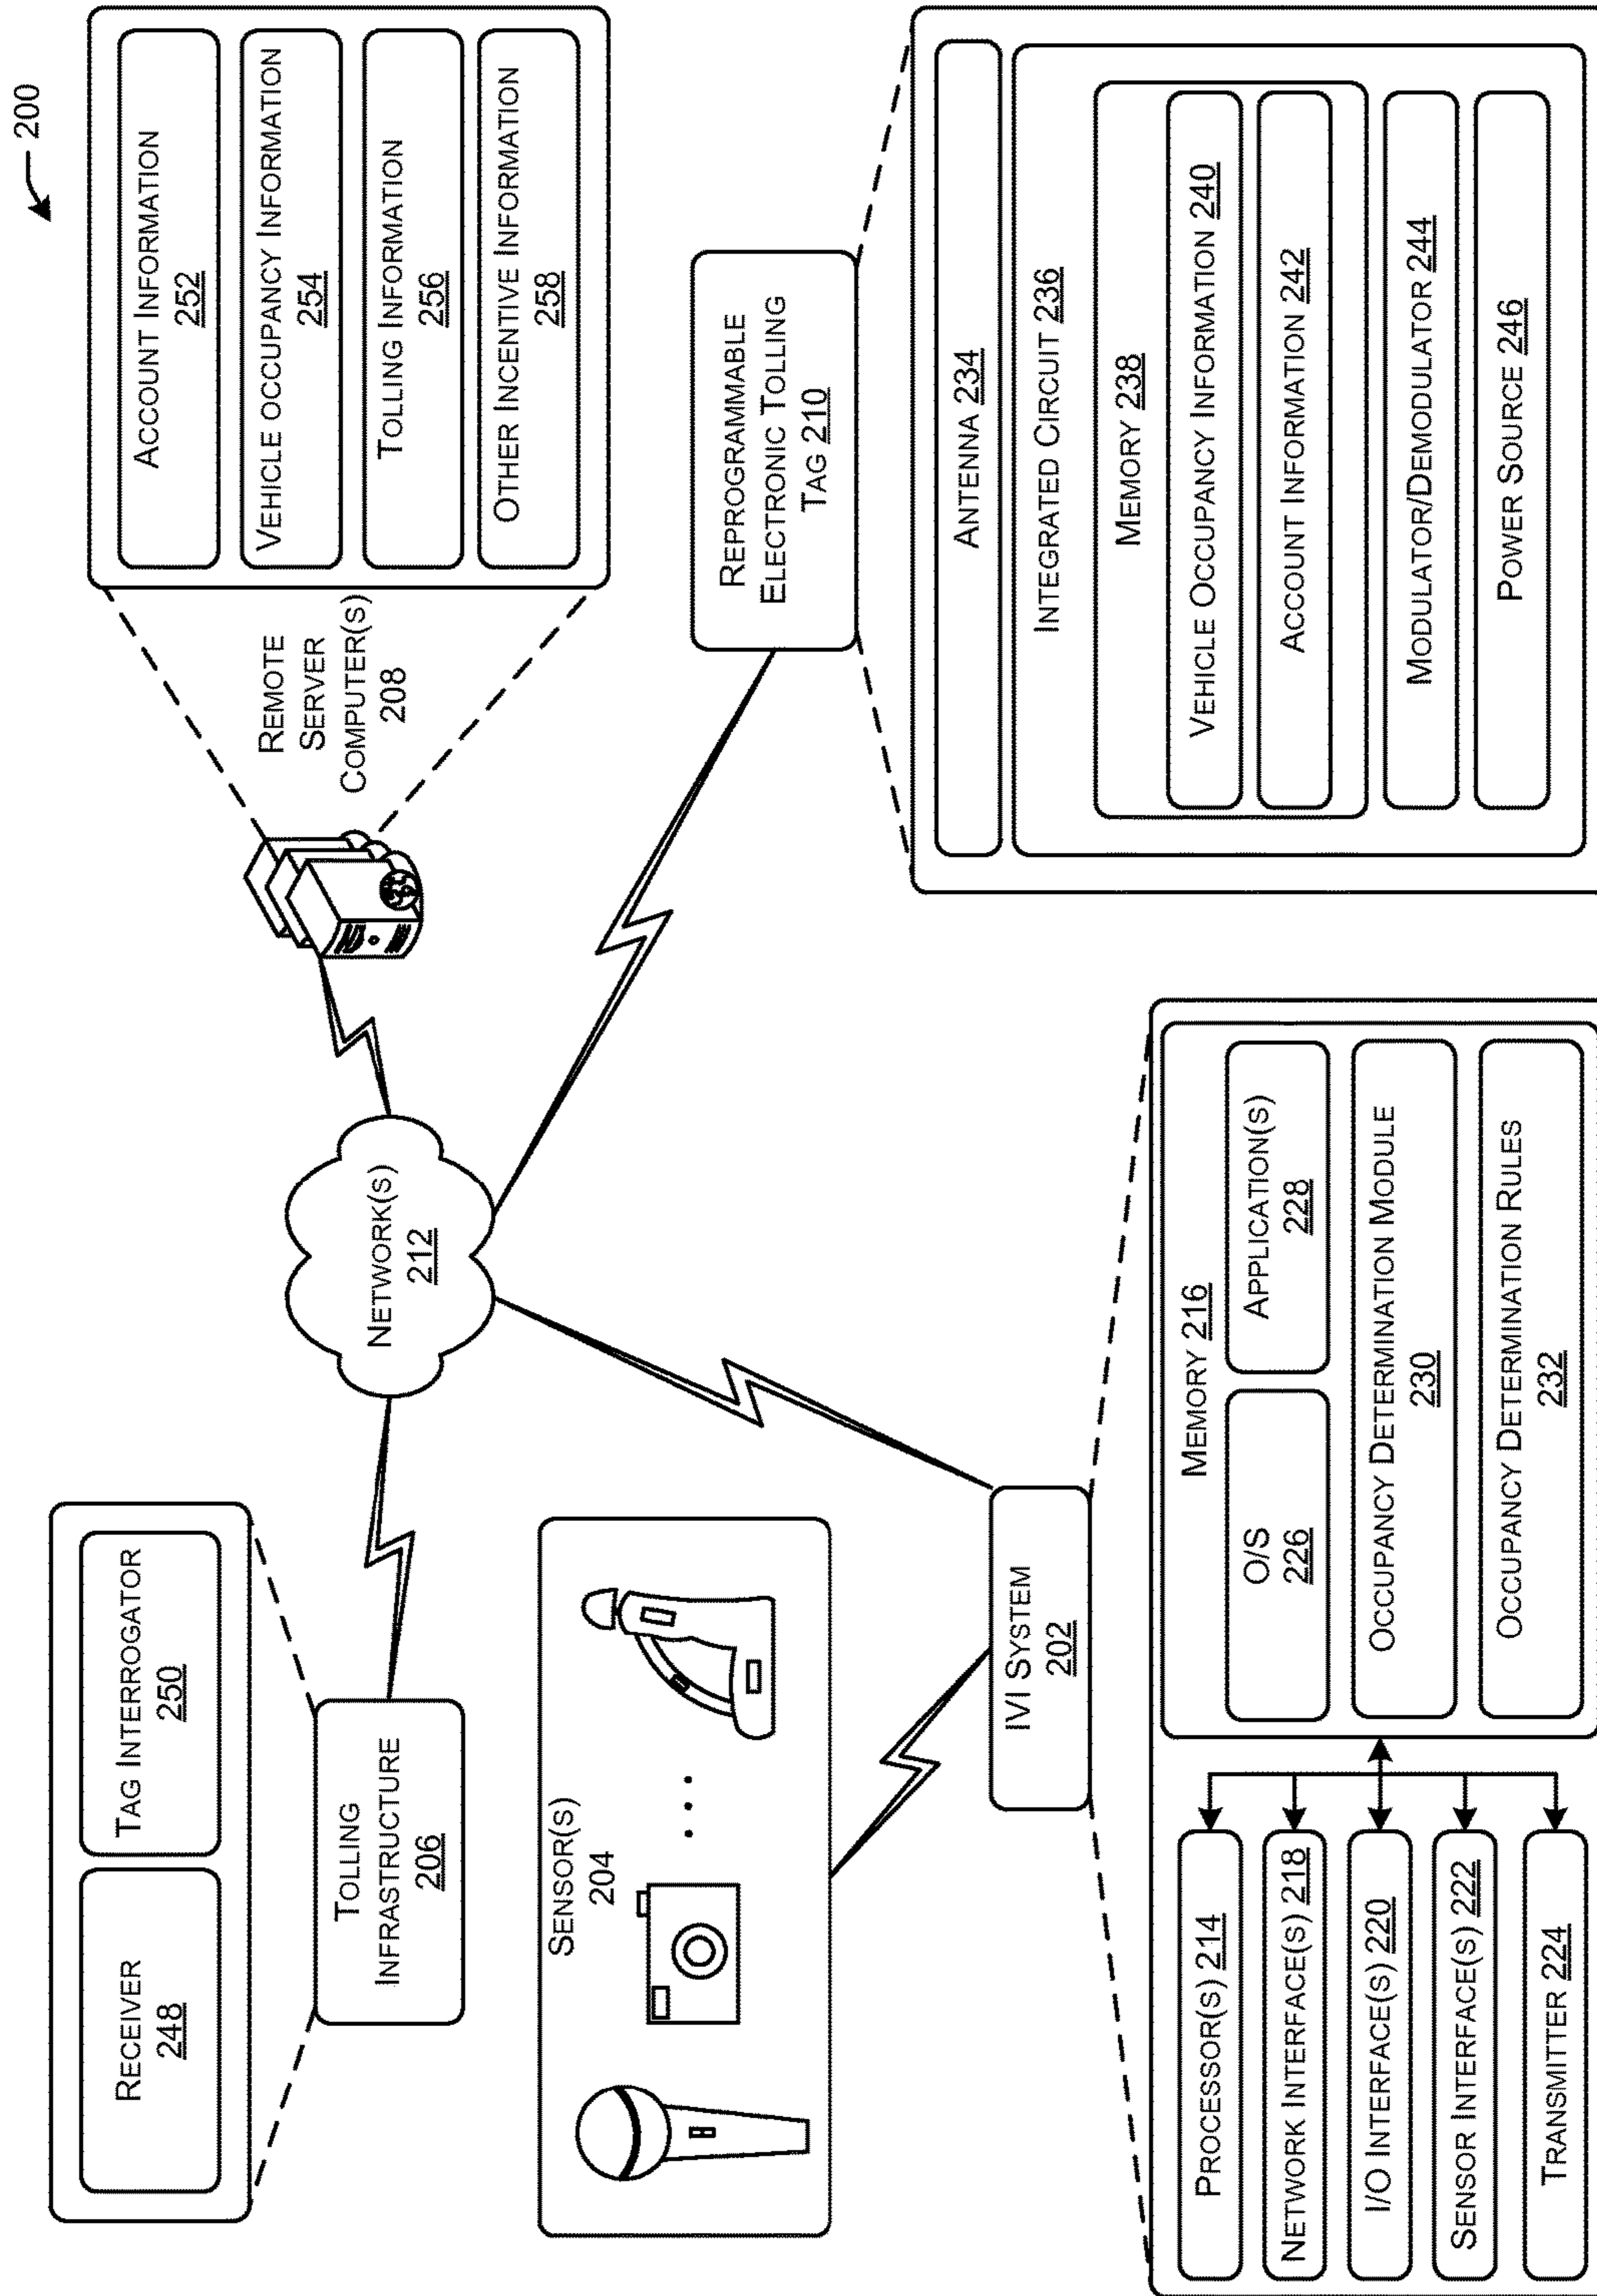 200
RECEIVER
248
TAG INTERROGATOR
250
TOLLING
INFRASTRUCTURE
206
NETWORK(S)
212
REMOTE
SERVER
COMPUTER(S)
208
ACCOUNT INFORMATION
252
VEHICLE OCCUPANCY INFORMATION
254
TOLLING INFORMATION
256
OTHER INCENTIVE INFORMATION
258
SENSOR(S)
204
IVI SYSTEM
202
REPROGRAMMABLE
ELECTRONIC TOLLING
TAG 210
PROCESSOR(S) 214
NETWORK INTERFACE(S) 218
I/O INTERFACE(S) 220
SENSOR INTERFACE(S) 222
TRANSMITTER 224
MEMORY 216
O/S
226
APPLICATION(S)
228
OCCUPANCY DETERMINATION MODULE
230
OCCUPANCY DETERMINATION RULES
232
ANTENNA 234
INTEGRATED CIRCUIT 236
MEMORY 238
VEHICLE OCCUPANCY INFORMATION 240
ACCOUNT INFORMATION 242
MODULATOR/DEMODULATOR 244
POWER SOURCE 246